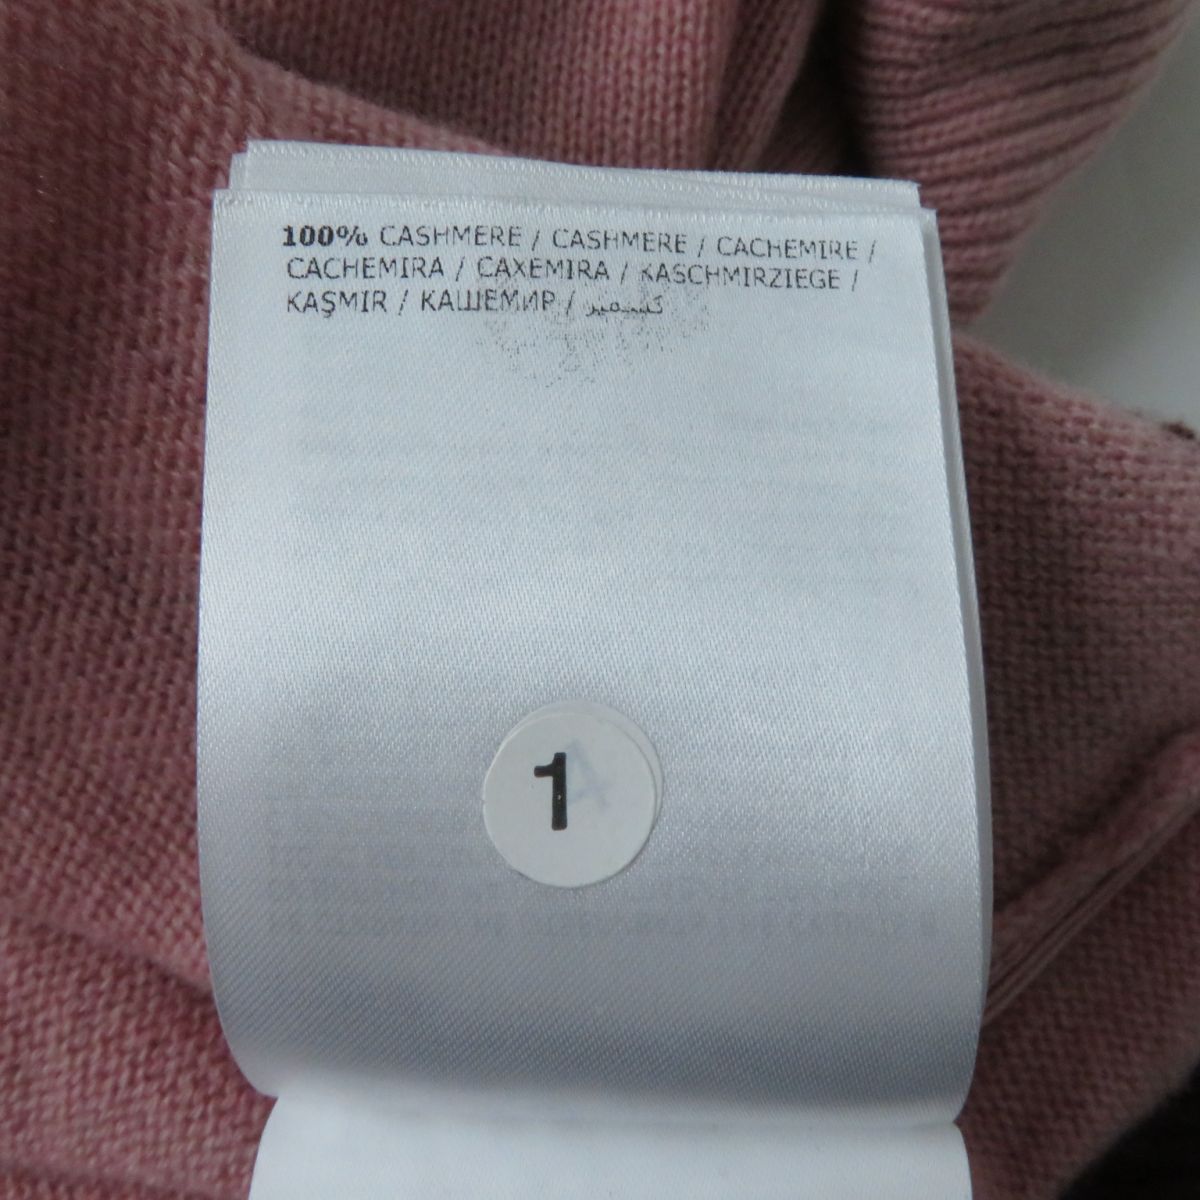 100% CASHMERE / CASHMERE / CACHEMIRE /
CACHEMIRA / CAXEMIRA / KASCHMIRZIEGE /
KAŞMIR / КАШЕМИР / كشمير
1